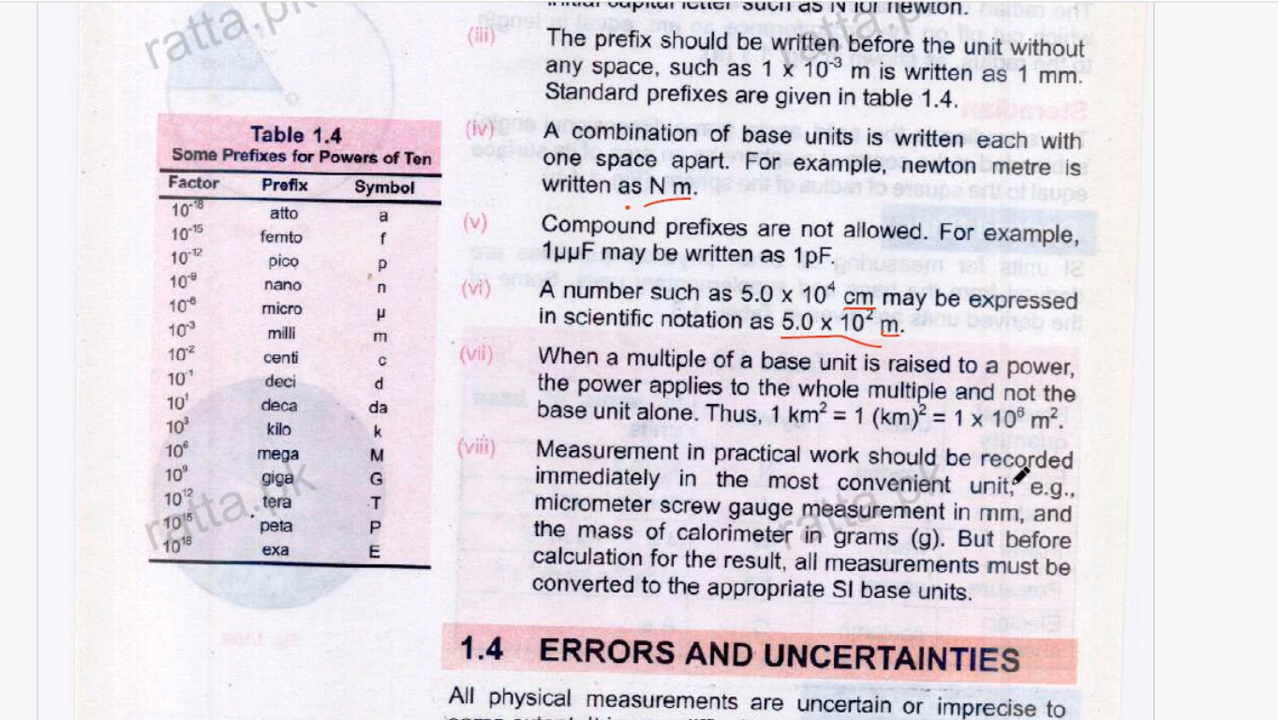 initial capital letter such as N for newton.
(iii) The prefix should be written before the unit without
any space, such as 1 x 10⁻³ m is written as 1 mm.
Standard prefixes are given in table 1.4.
(iv) A combination of base units is written each with
one space apart. For example, newton metre is
written as N m.
(v) Compound prefixes are not allowed. For example,
1µµF may be written as 1pF.
(vi) A number such as 5.0 x 10⁴ cm may be expressed
in scientific notation as 5.0 x 10² m.
(vii) When a multiple of a base unit is raised to a power,
the power applies to the whole multiple and not the
base unit alone. Thus, 1 km² = 1 (km)² = 1 x 10⁶ m².
(viii) Measurement in practical work should be recorded
immediately in the most convenient unit, e.g.,
micrometer screw gauge measurement in mm, and
the mass of calorimeter in grams (g). But before
calculation for the result, all measurements must be
converted to the appropriate SI base units.
Table 1.4
Some Prefixes for Powers of Ten
Factor Prefix Symbol
10⁻¹⁸ atto a
10⁻¹⁵ femto f
10⁻¹² pico p
10⁻⁹ nano n
10⁻⁶ micro µ
10⁻³ milli m
10⁻² centi c
10⁻¹ deci d
10¹ deca da
10³ kilo k
10⁶ mega M
10⁹ giga G
10¹² tera T
10¹⁵ peta P
10¹⁸ exa E
1.4 ERRORS AND UNCERTAINTIES
All physical measurements are uncertain or imprecise to
ratta.pk
ratta.pk
ratta.pk
ratta.pk